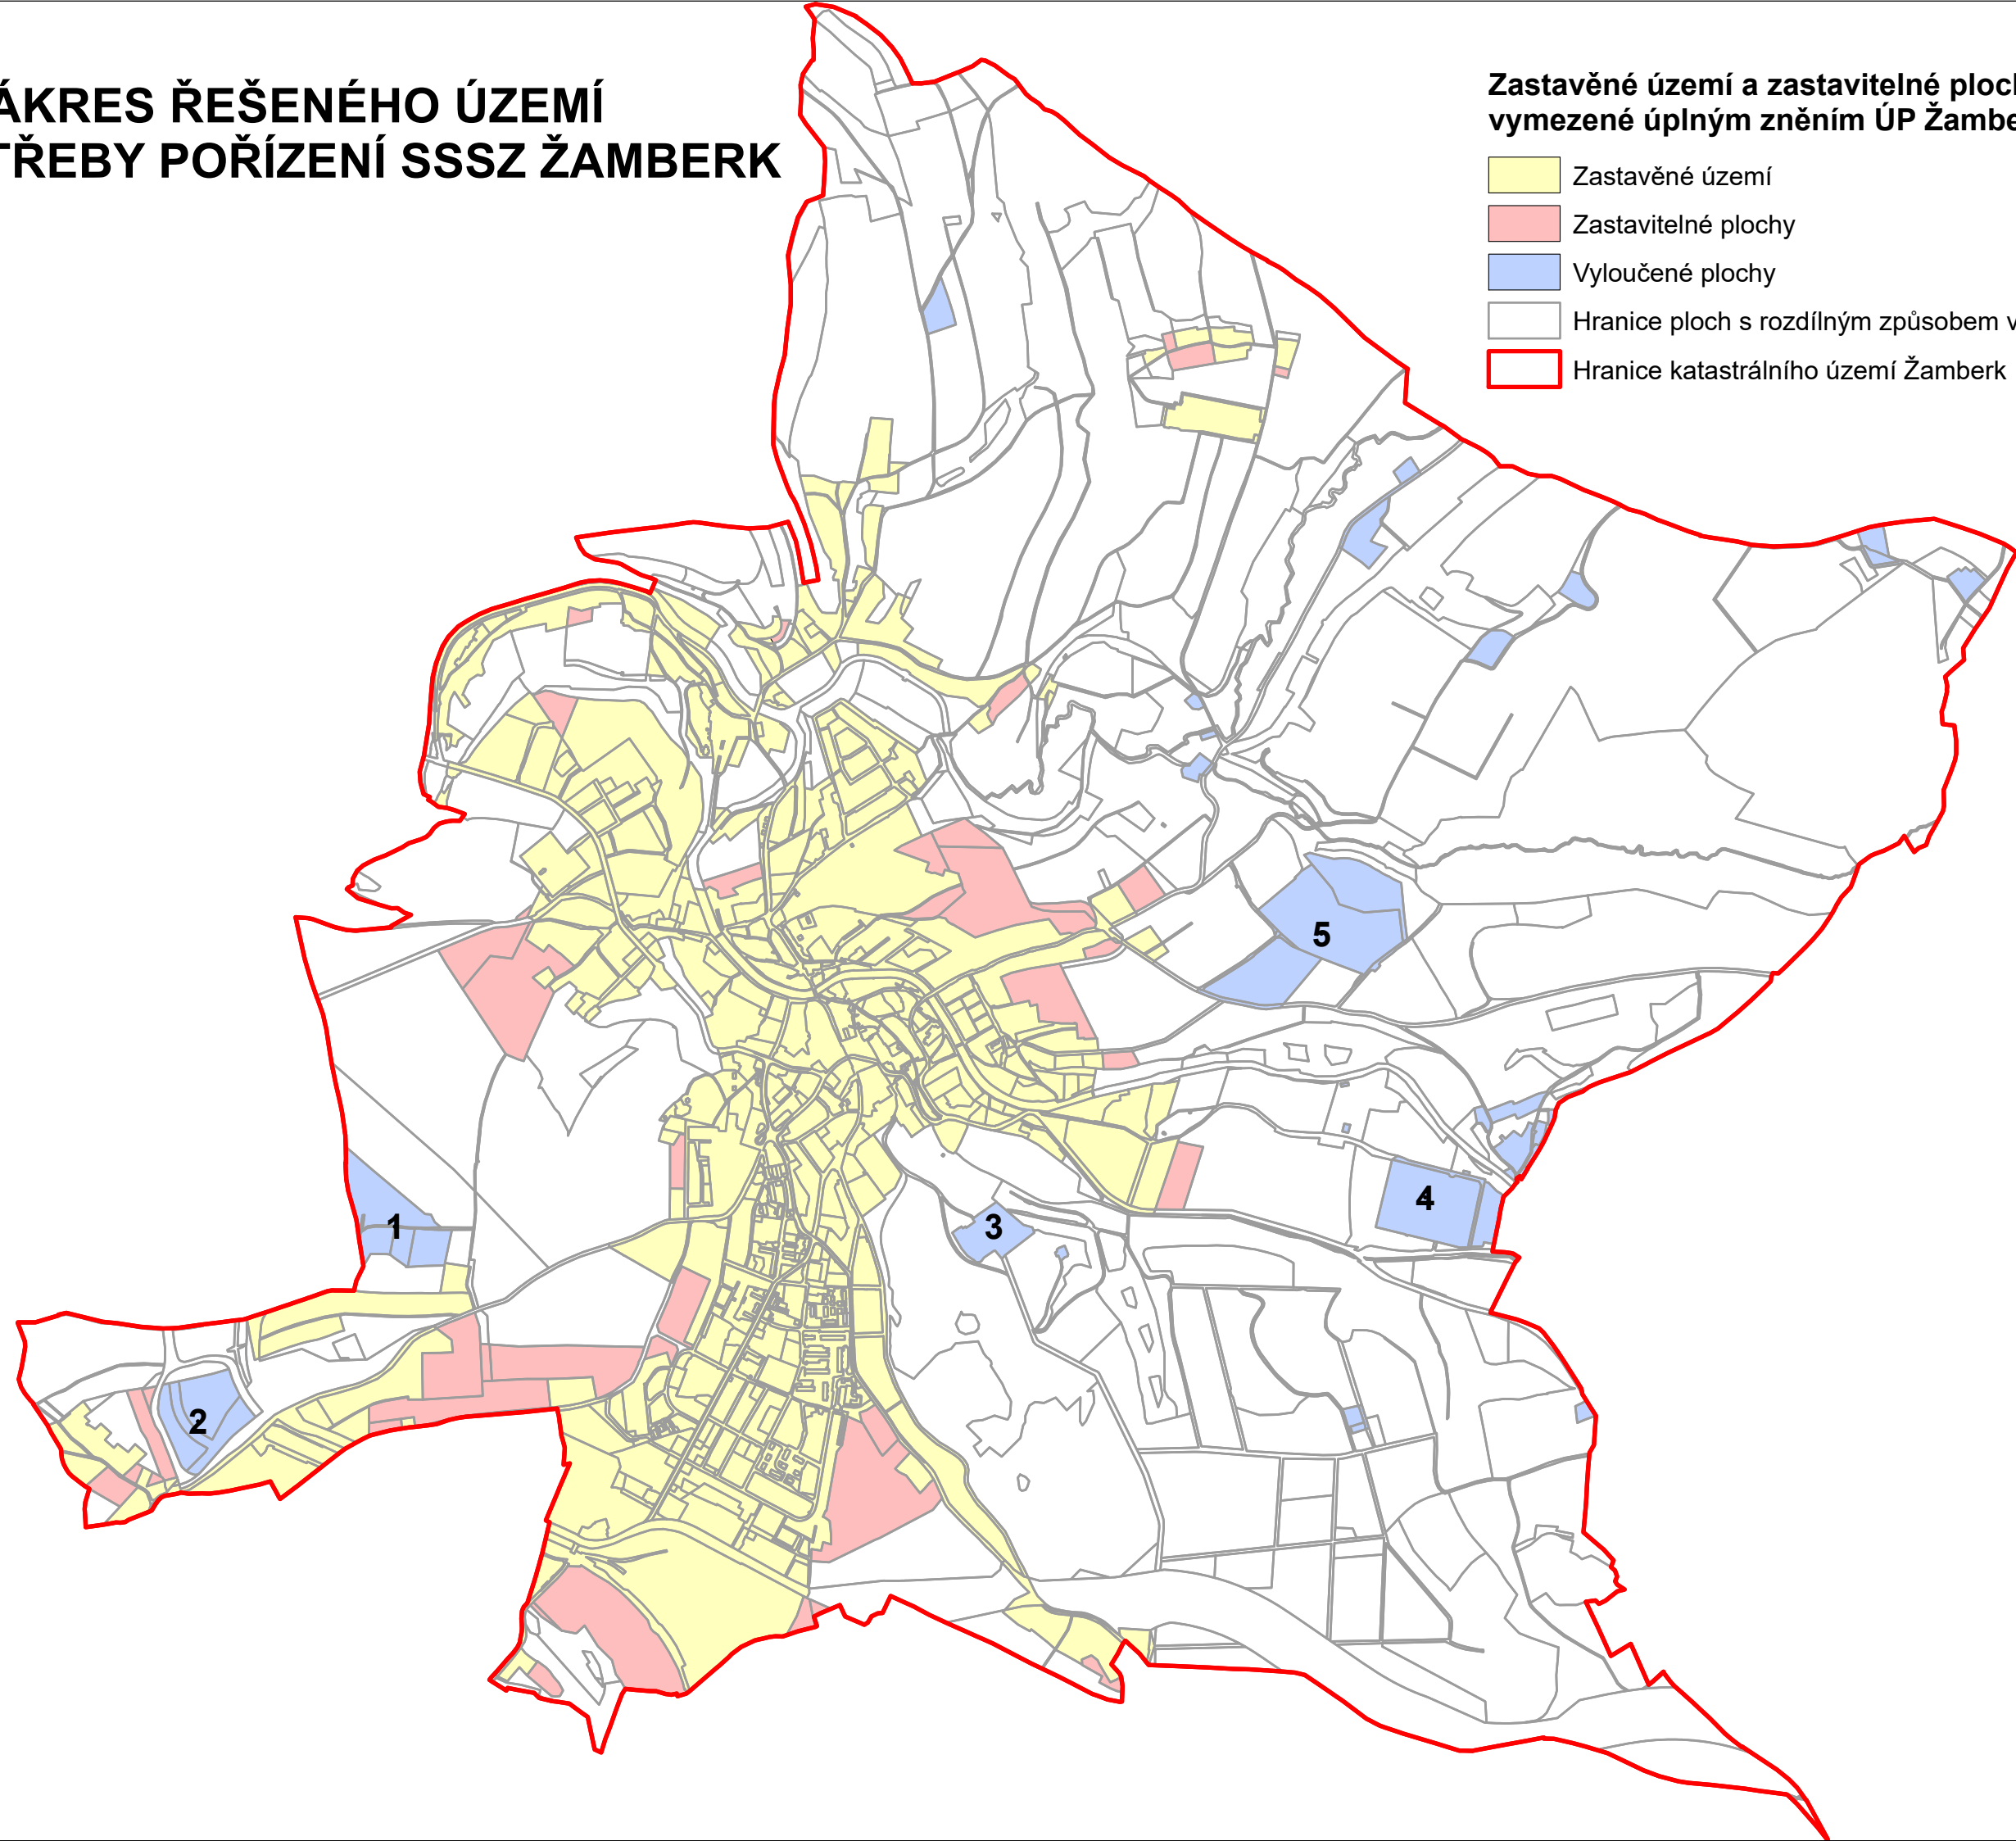 ÁKRES ŘEŠENÉHO ÚZEMÍ
TŘEBY POŘÍZENÍ SSSZ ŽAMBERK
Zastavěné území a zastavitelné ploch
vymezené úplným zněním ÚP Žambe
Zastavěné území
Zastavitelné plochy
Vyloučené plochy
Hranice ploch s rozdílným způsobem v
Hranice katastrálního území Žamberk
5
4
1
3
2